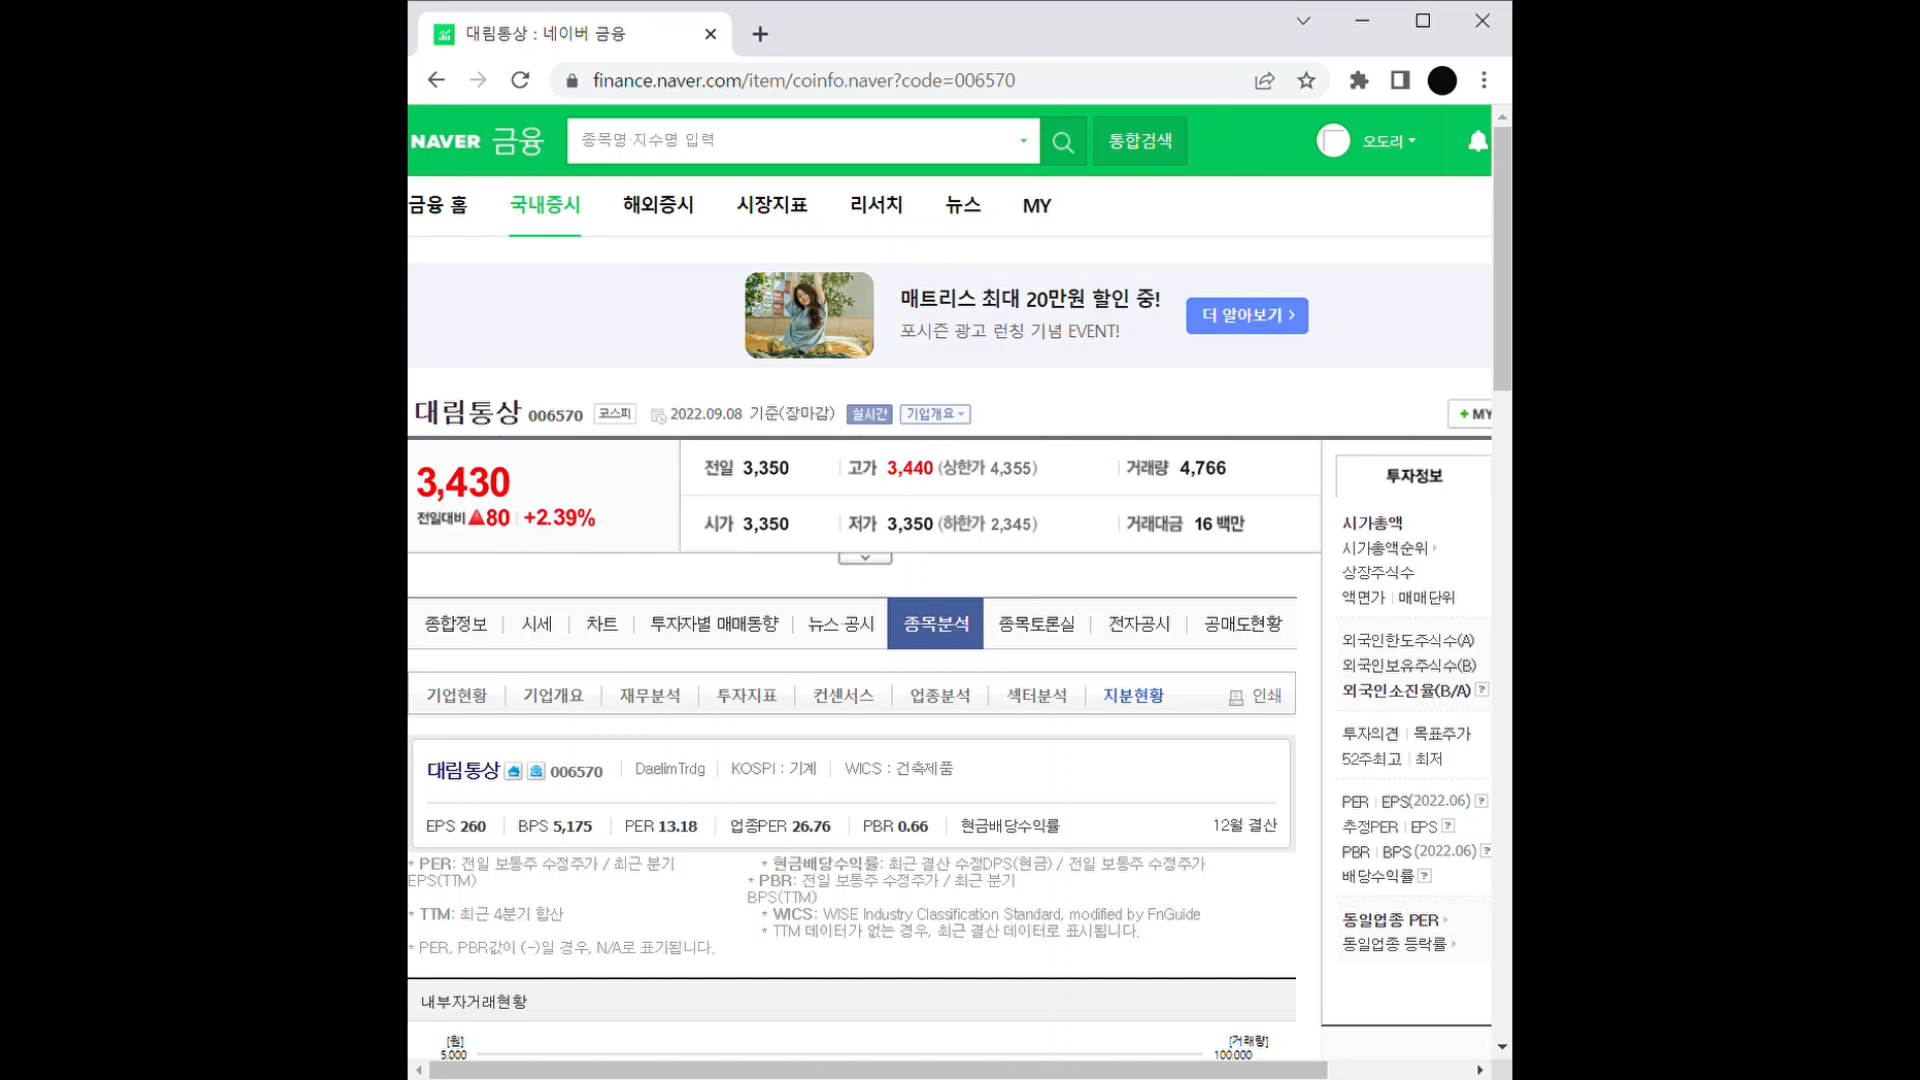 대림통상 : 네이버 금융
finance.naver.com/item/coinfo.naver?code=006570
NAVER 금융 종목명·지수명 입력 통합검색 오도리
금융 홈 국내증시 해외증시 시장지표 리서치 뉴스 MY
매트리스 최대 20만원 할인 중!
포시즌 광고 런칭 기념 EVENT!
더 알아보기 >
대림통상 006570 코스피 2022.09.08 기준(장마감) 실시간 기업개요 + MY
3,430
전일대비 ▲80 +2.39%
전일 3,350 고가 3,440 (상한가 4,355) 거래량 4,766
시가 3,350 저가 3,350 (하한가 2,345) 거래대금 16 백만
종합정보 시세 차트 투자자별 매매동향 뉴스·공시 종목분석 종목토론실 전자공시 공매도현황
기업현황 기업개요 재무분석 투자지표 컨센서스 업종분석 섹터분석 지분현황 인쇄
대림통상 006570 DaelimTrdg KOSPI : 기계 WICS : 건축제품
EPS 260 BPS 5,175 PER 13.18 업종PER 26.76 PBR 0.66 현금배당수익률 12월 결산
* PER: 전일 보통주 수정주가 / 최근 분기
EPS(TTM)
* TTM: 최근 4분기 합산
* PER, PBR값이 (-)일 경우, N/A로 표기됩니다.
* 현금배당수익률: 최근 결산 수정DPS(현금) / 전일 보통주 수정주가
* PBR: 전일 보통주 수정주가 / 최근 분기
BPS(TTM)
* WICS: WISE Industry Classification Standard, modified by FnGuide
* TTM 데이터가 없는 경우, 최근 결산 데이터로 표시됩니다.
내부자거래현황
[원] [거래량]
5,000 100,000
투자정보
시가총액
시가총액순위
상장주식수
액면가 매매단위
외국인한도주식수(A)
외국인보유주식수(B)
외국인소진율(B/A) ?
투자의견 목표주가
52주최고 최저
PER EPS(2022.06) ?
추정PER EPS ?
PBR BPS (2022.06) ?
배당수익률 ?
동일업종 PER
동일업종 등락률